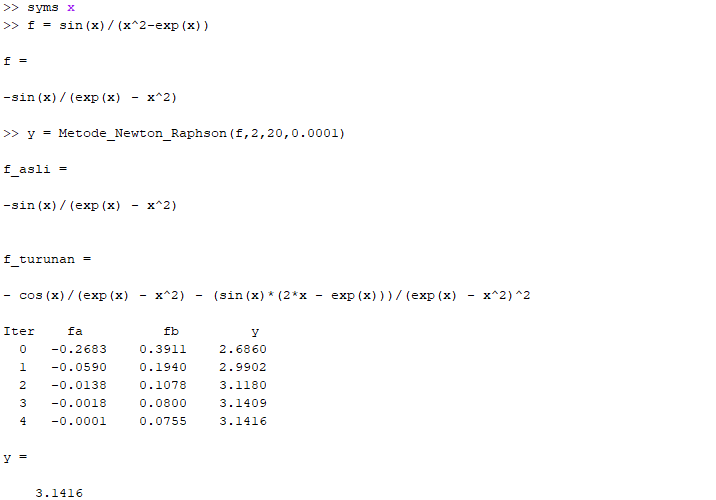 >> syms x
>> f = sin(x)/(x^2-exp(x))
f =
-sin(x)/(exp(x) - x^2)
>> y = Metode_Newton_Raphson(f,2,20,0.0001)
f_asli =
-sin(x)/(exp(x) - x^2)
f_turunan =
- cos(x)/(exp(x) - x^2) - (sin(x)*(2*x - exp(x)))/(exp(x) - x^2)^2
Iter fa fb y
0 -0.2683 0.3911 2.6860
1 -0.0590 0.1940 2.9902
2 -0.0138 0.1078 3.1180
3 -0.0018 0.0800 3.1409
4 -0.0001 0.0755 3.1416
y =
3.1416